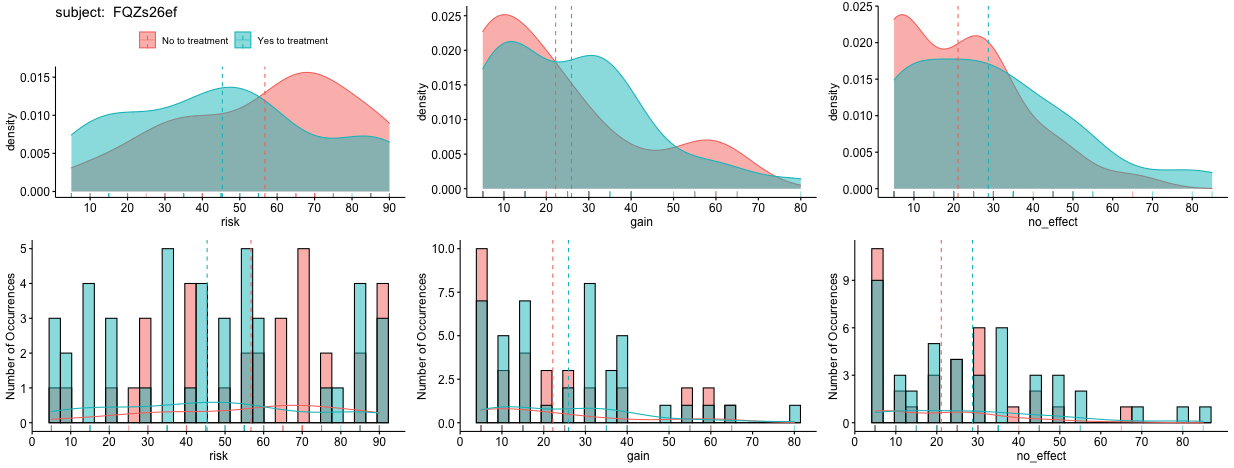 subject: FQZs26ef
No to treatment Yes to treatment
density
0.015
0.010
0.005
0.000
10 20 30 40 50 60 70 80 90
risk
density
0.025
0.020
0.015
0.010
0.005
0.000
10 20 30 40 50 60 70 80
gain
density
0.025
0.020
0.015
0.010
0.005
0.000
10 20 30 40 50 60 70 80
no_effect
Number of Occurrences
5
4
3
2
1
0
0 10 20 30 40 50 60 70 80 90
risk
Number of Occurrences
10.0
7.5
5.0
2.5
0.0
0 10 20 30 40 50 60 70 80
gain
Number of Occurrences
9
6
3
0
0 10 20 30 40 50 60 70 80
no_effect